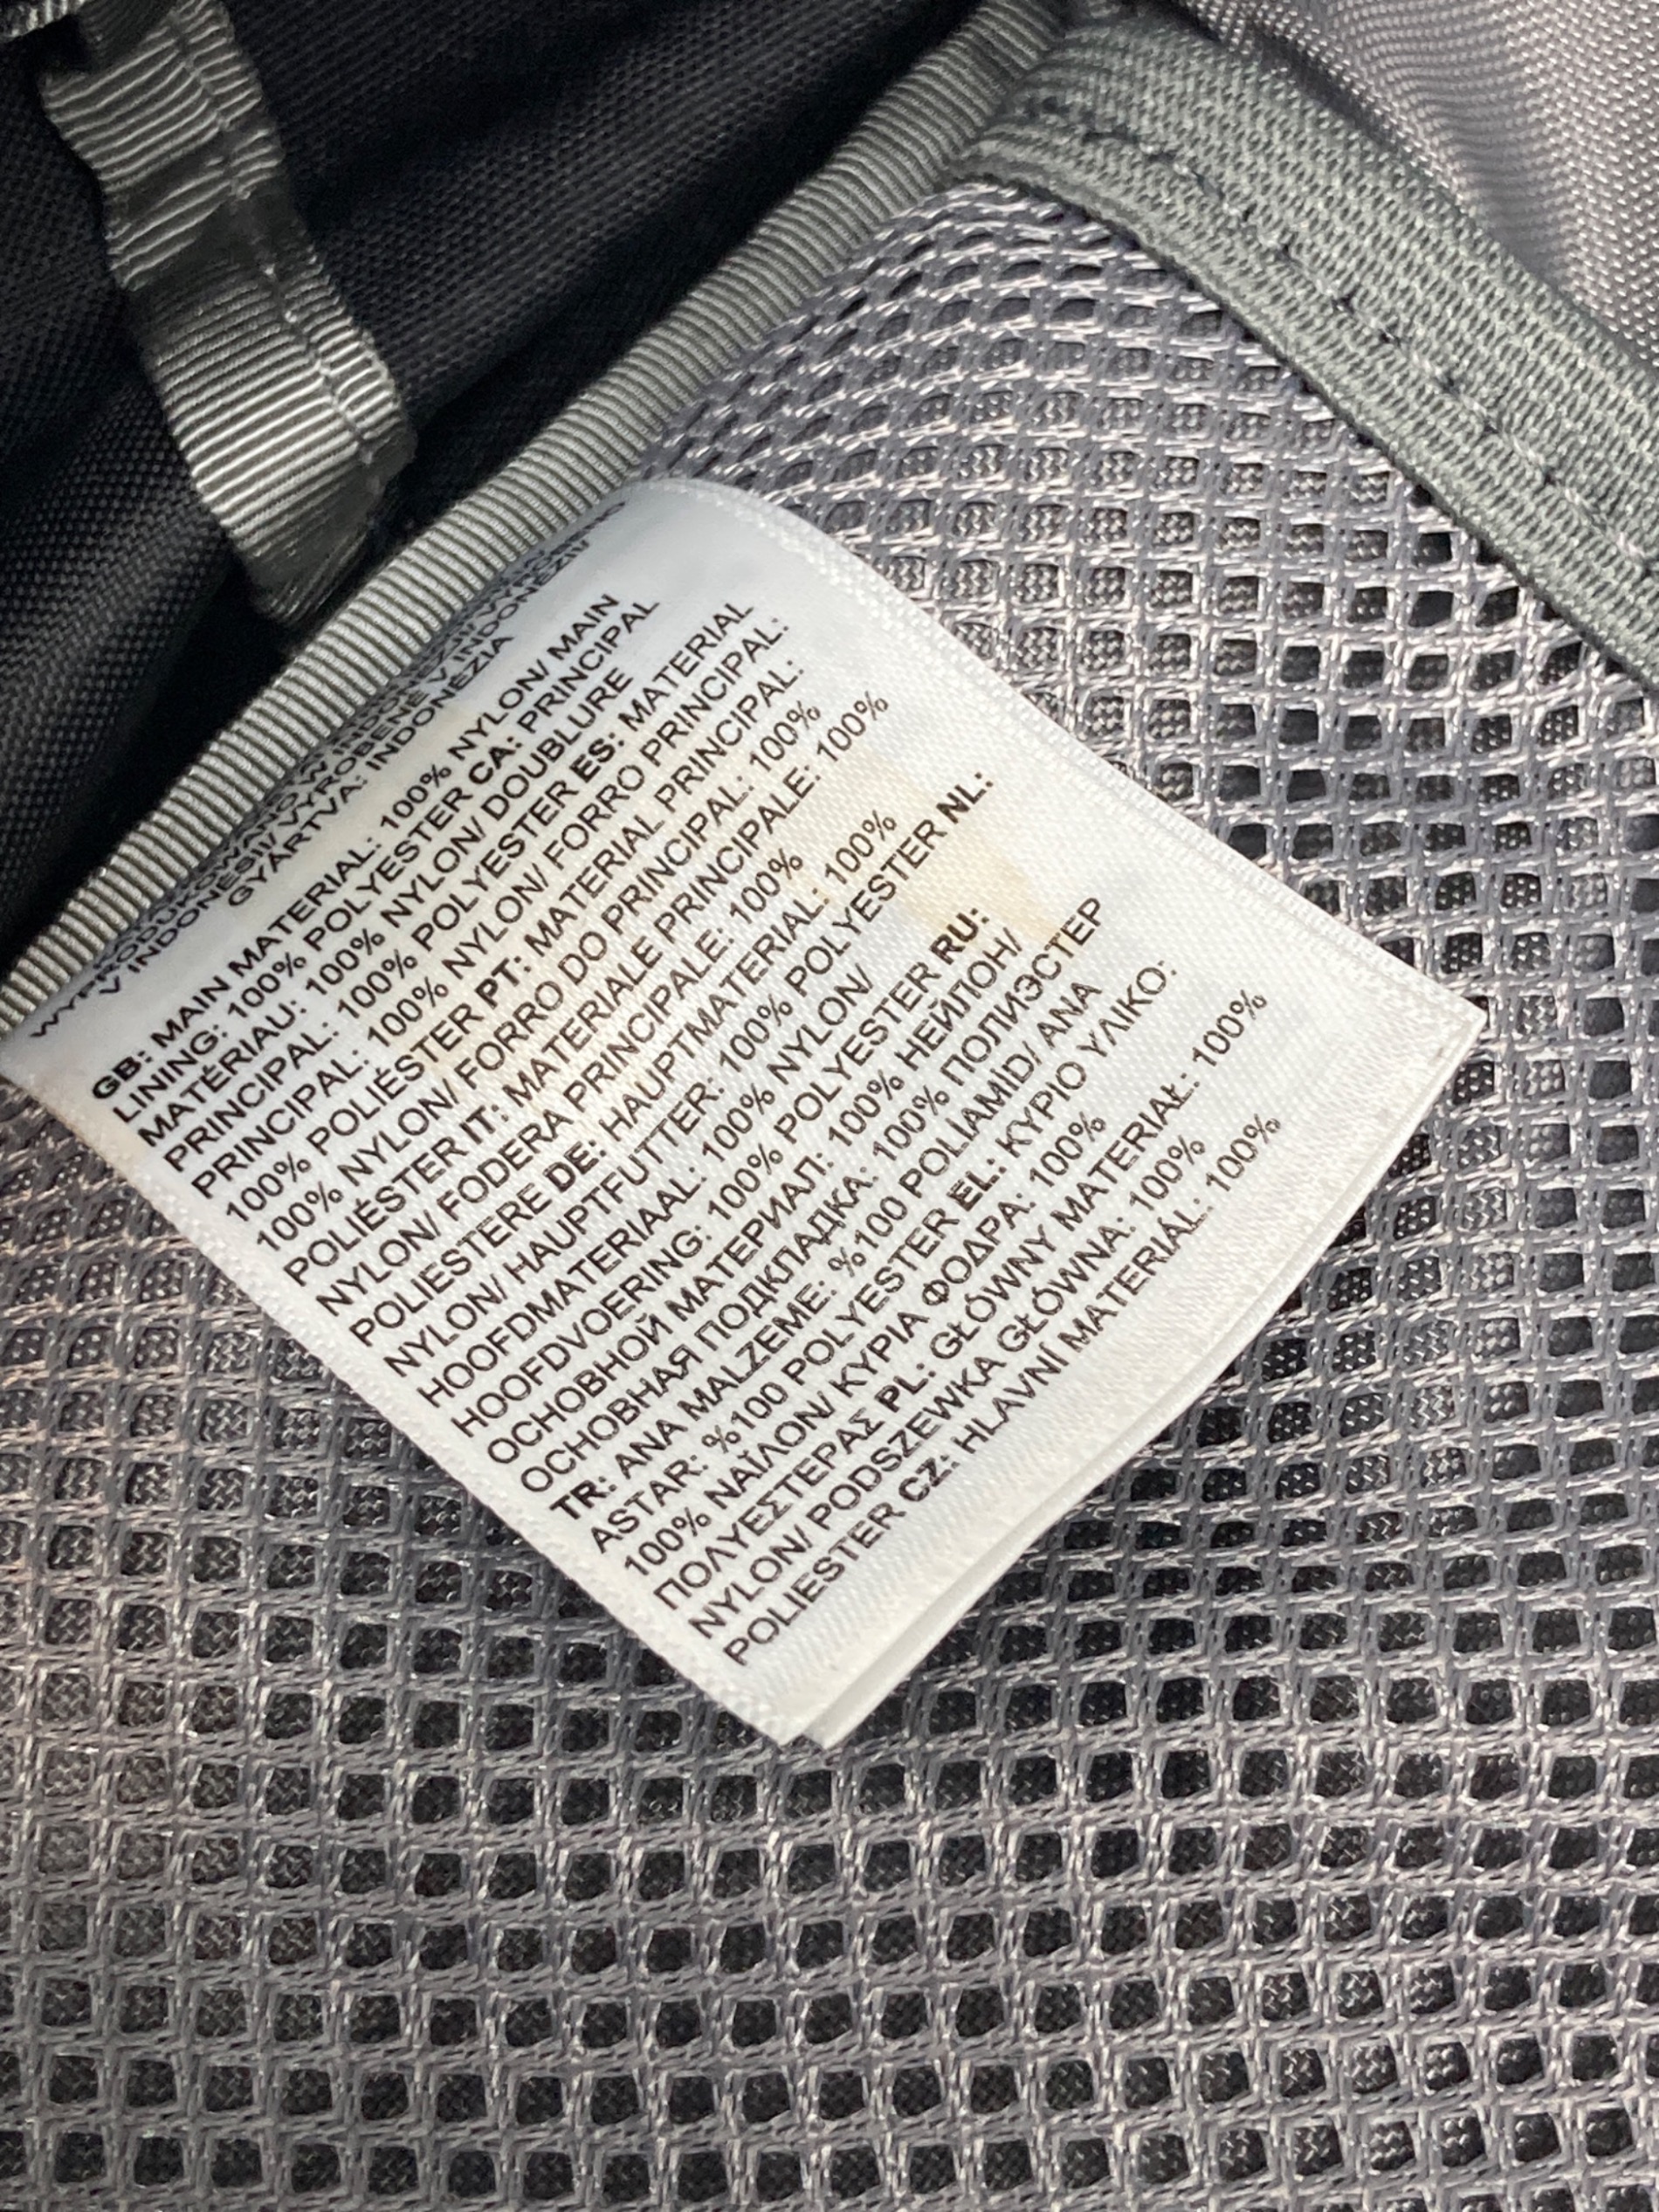 WYPRODUKOWANO W INDONEZJI/ VYROBENO
V INDONÉSII/ VYROBENÉ V INDONÉZII/
GYÁRTVA: INDONÉZIA
GB: MAIN MATERIAL: 100% NYLON/ MAIN
LINING: 100% POLYESTER CA: PRINCIPAL
MATÉRIAU: 100% NYLON/ DOUBLURE
PRINCIPAL: 100% POLYESTER ES: MATERIAL
PRINCIPAL: 100% NYLON/ FORRO PRINCIPAL:
100% POLIÉSTER PT: MATERIAL PRINCIPAL:
100% NYLON/ FORRO DO PRINCIPAL: 100%
POLIÉSTER IT: MATERIALE PRINCIPALE: 100%
NYLON/ FODERA PRINCIPALE: 100%
POLIESTERE DE: HAUPTMATERIAL: 100%
NYLON/ HAUPTFUTTER: 100% POLYESTER NL:
HOOFDMATERIAAL: 100% NYLON/
HOOFDVOERING: 100% POLYESTER RU:
ОСНОВНОЙ МАТЕРИАЛ: 100% НЕЙЛОН/
ОСНОВНАЯ ПОДКЛАДКА: 100% ПОЛИЭСТЕР
TR: ANA MALZEME: %100 POLİAMİD/ ANA
ASTAR: %100 POLYESTER EL: ΚΥΡΙΟ ΥΛΙΚΟ:
100% ΝΑΪΛΟΝ/ ΚΥΡΙΑ ΦΟΔΡΑ: 100%
ΠΟΛΥΕΣΤΕΡΑΣ PL: GŁÓWNY MATERIAŁ: 100%
NYLON/ PODSZEWKA GŁÓWNA: 100%
POLIESTER CZ: HLAVNÍ MATERIÁL: 100%